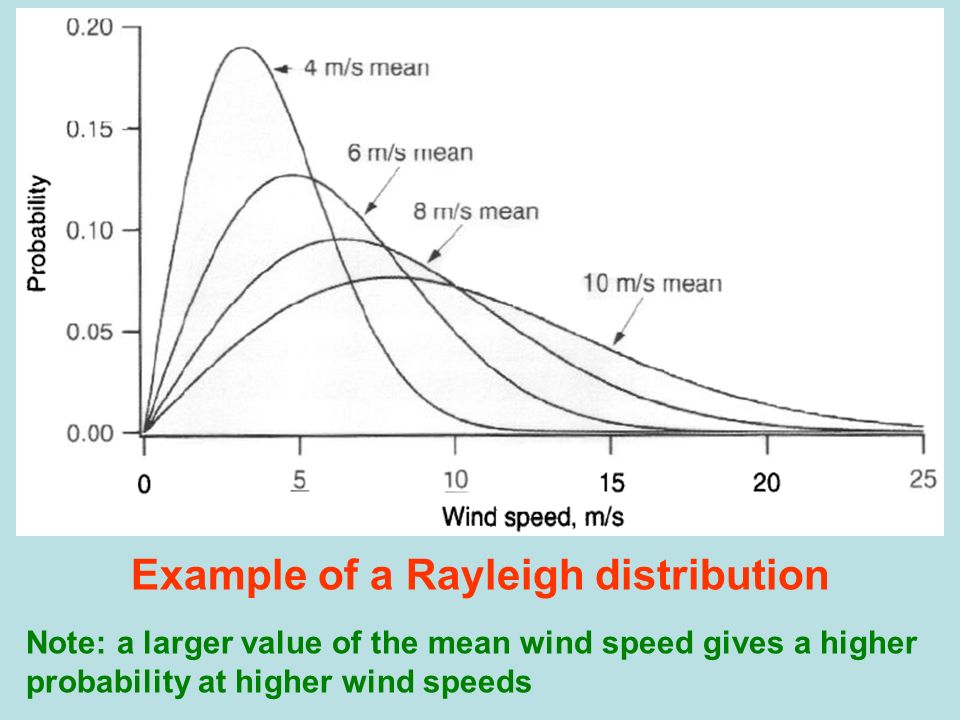 0.20
4 m/s mean
0.15
6 m/s mean
8 m/s mean
0.10
Probability
10 m/s mean
0.05
0.00
0 5 10 15 20 25
Wind speed, m/s
Example of a Rayleigh distribution
Note: a larger value of the mean wind speed gives a higher
probability at higher wind speeds